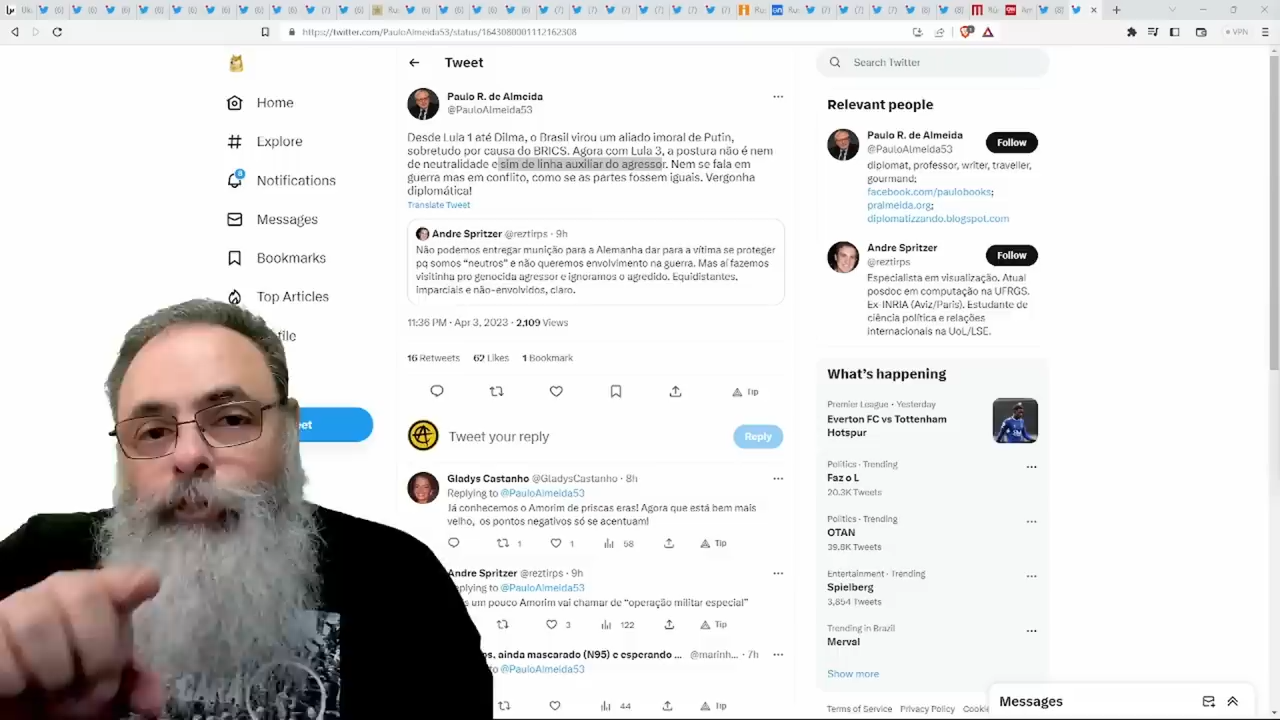 https://twitter.com/PauloAlmeida53/status/1643080001112162308
VPN
Home
Explore
8
Notifications
Messages
Bookmarks
Top Articles
Tweet
Paulo R. de Almeida
@PauloAlmeida53
Desde Lula 1 até Dilma, o Brasil virou um aliado imoral de Putin,
sobretudo por causa do BRICS. Agora com Lula 3, a postura não é nem
de neutralidade e sim de linha auxiliar do agressor. Nem se fala em
guerra mas em conflito, como se as partes fossem iguais. Vergonha
diplomática!
Translate Tweet
Andre Spritzer @reztirps · 9h
Não podemos entregar munição para a Alemanha dar para a vítima se proteger
pq somos “neutros” e não queremos envolvimento na guerra. Mas aí fazemos
visitinha pro genocida agressor e ignoramos o agredido. Equidistantes,
imparciais e não-envolvidos, claro.
11:36 PM · Apr 3, 2023 · 2,109 Views
16 Retweets 62 Likes 1 Bookmark
Tip
Tweet your reply
Reply
Gladys Castanho @GladysCastanho · 8h
Replying to @PauloAlmeida53
Já conhecemos o Amorim de priscas eras! Agora que está bem mais
velho, os pontos negativos só se acentuam!
1 1 58 Tip
Andre Spritzer @reztirps · 9h
@PauloAlmeida53
um pouco Amorim vai chamar de “operação militar especial”
3 122 Tip
ainda mascarado (N95) e esperando ... @marinh... · 7h
@PauloAlmeida53
44 Tip
Search Twitter
Relevant people
Paulo R. de Almeida
@PauloAlmeida53
Follow
diplomat, professor, writer, traveller,
gourmand;
facebook.com/paulobooks;
pralmeida.org;
diplomatizzando.blogspot.com
Andre Spritzer
@reztirps
Follow
Especialista em visualização. Atual
posdoc em computação na UFRGS.
Ex-INRIA (Aviz/Paris). Estudante de
ciência política e relações
internacionais na UoL/LSE.
What's happening
Premier League · Yesterday
Everton FC vs Tottenham
Hotspur
Politics · Trending
Faz o L
20.3K Tweets
Politics · Trending
OTAN
39.8K Tweets
Entertainment · Trending
Spielberg
3,854 Tweets
Trending in Brazil
Merval
Show more
Terms of Service Privacy Policy
Messages